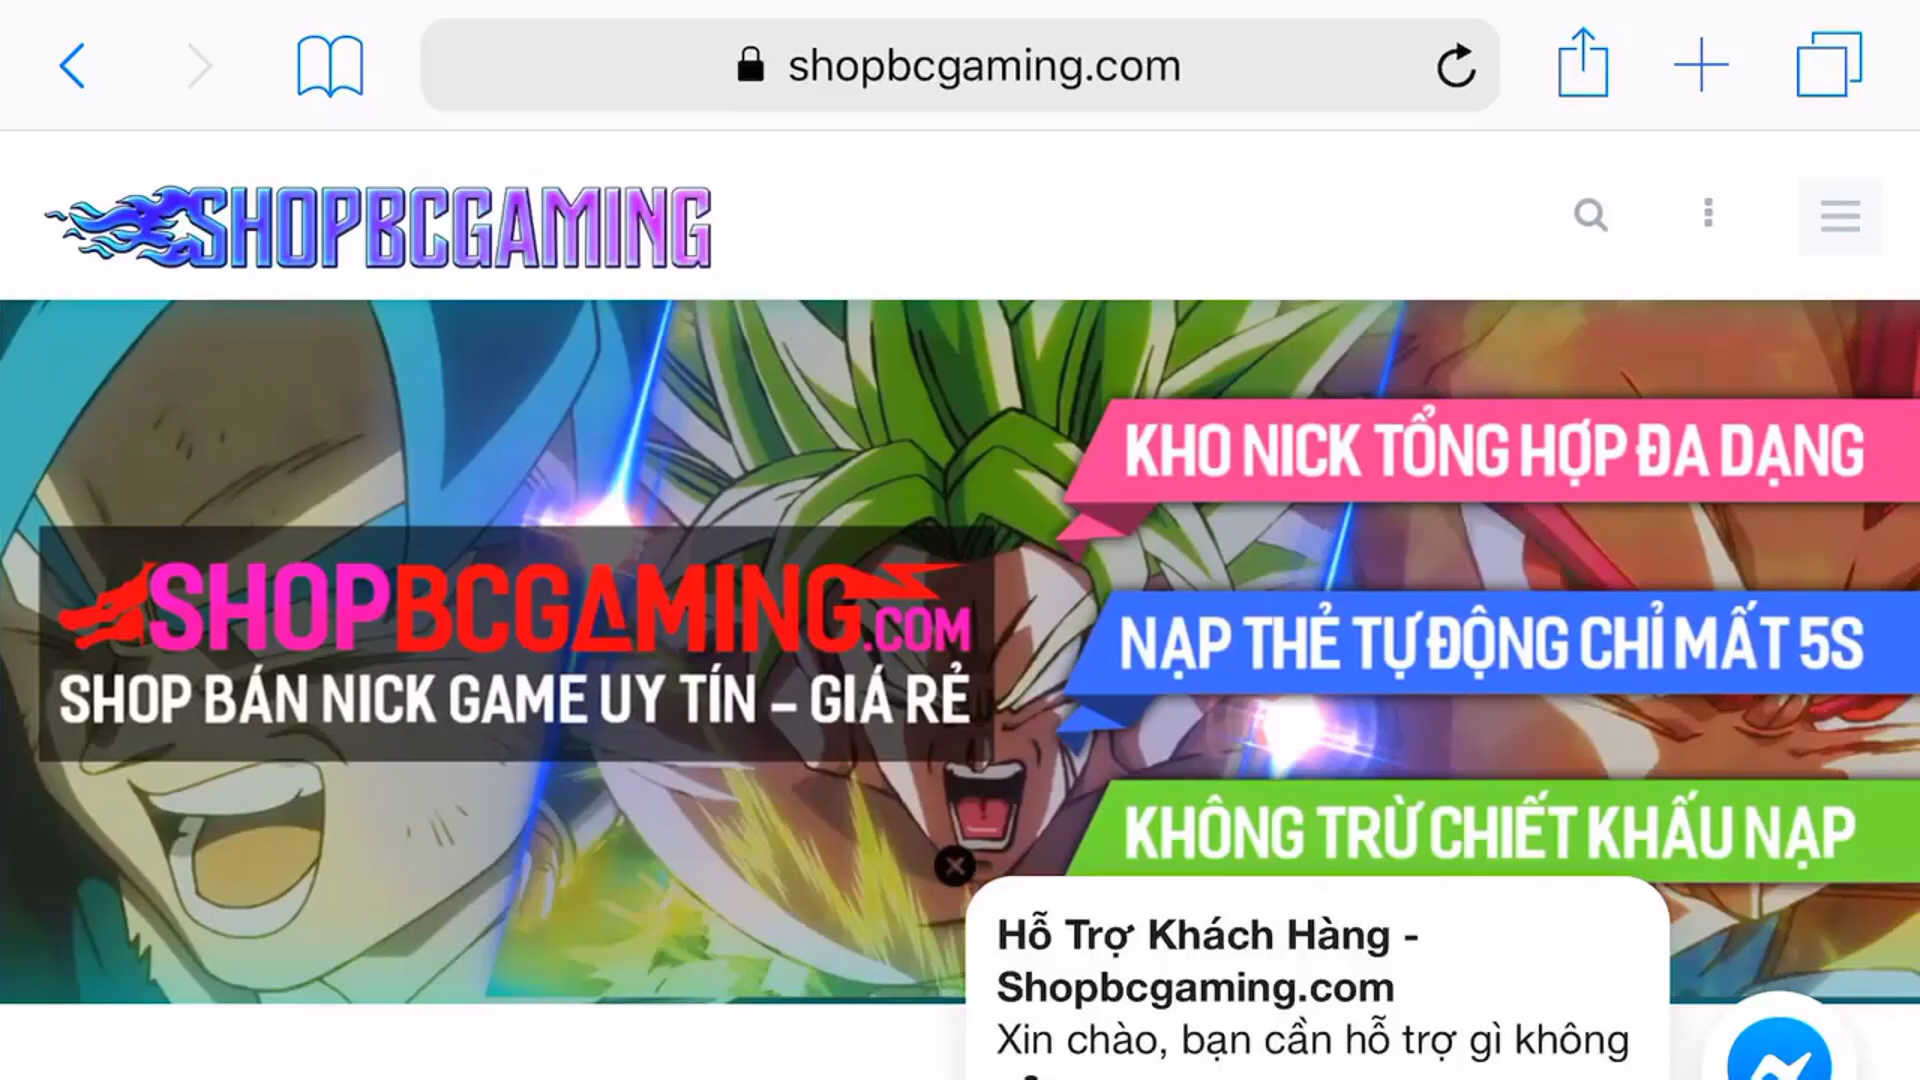 shopbcgaming.com
SHOPBCGAMING
KHO NICK TỔNG HỢP ĐA DẠNG
SHOPBCGAMING.COM
SHOP BÁN NICK GAME UY TÍN - GIÁ RẺ
NẠP THẺ TỰ ĐỘNG CHỈ MẤT 5S
KHÔNG TRỪ CHIẾT KHẤU NẠP
Hỗ Trợ Khách Hàng -
Shopbcgaming.com
Xin chào, bạn cần hỗ trợ gì không